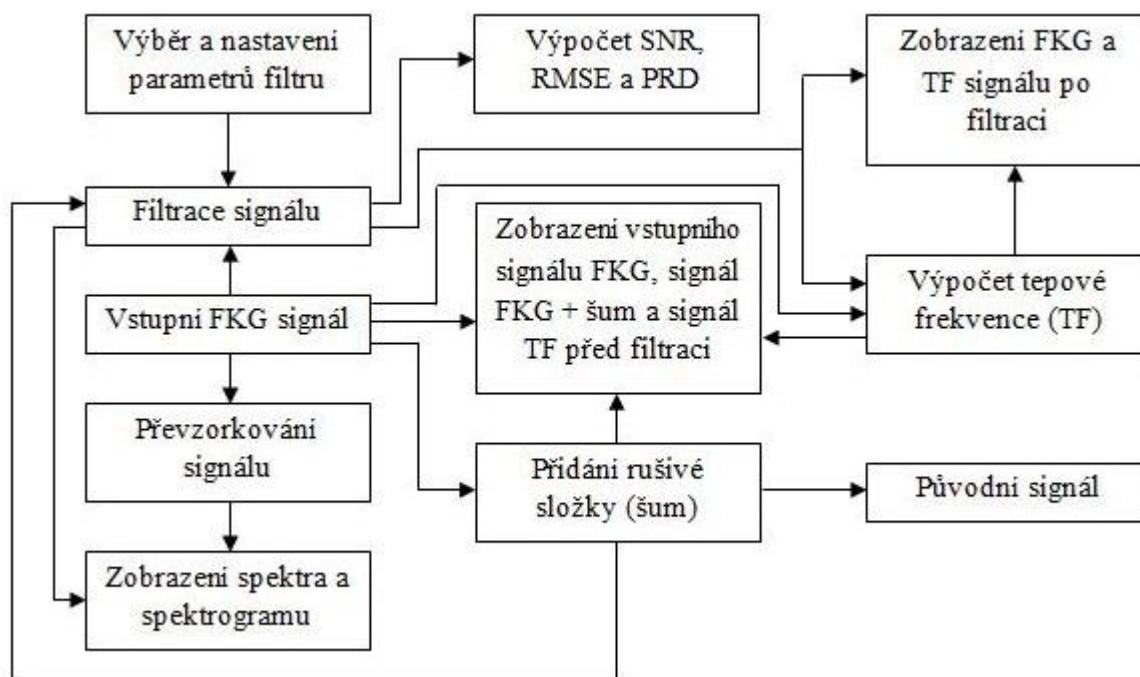 Výběr a nastavení
parametrů filtru
Výpočet SNR,
RMSE a PRD
Zobrazení FKG a
TF signálu po
filtraci
Filtrace signálu
Zobrazení vstupního
signálu FKG, signál
FKG + šum a signál
TF před filtrací
Výpočet tepové
frekvence (TF)
Vstupní FKG signál
Převzorkování
signálu
Přidání rušivé
složky (šum)
Původní signál
Zobrazení spektra a
spektrogramu